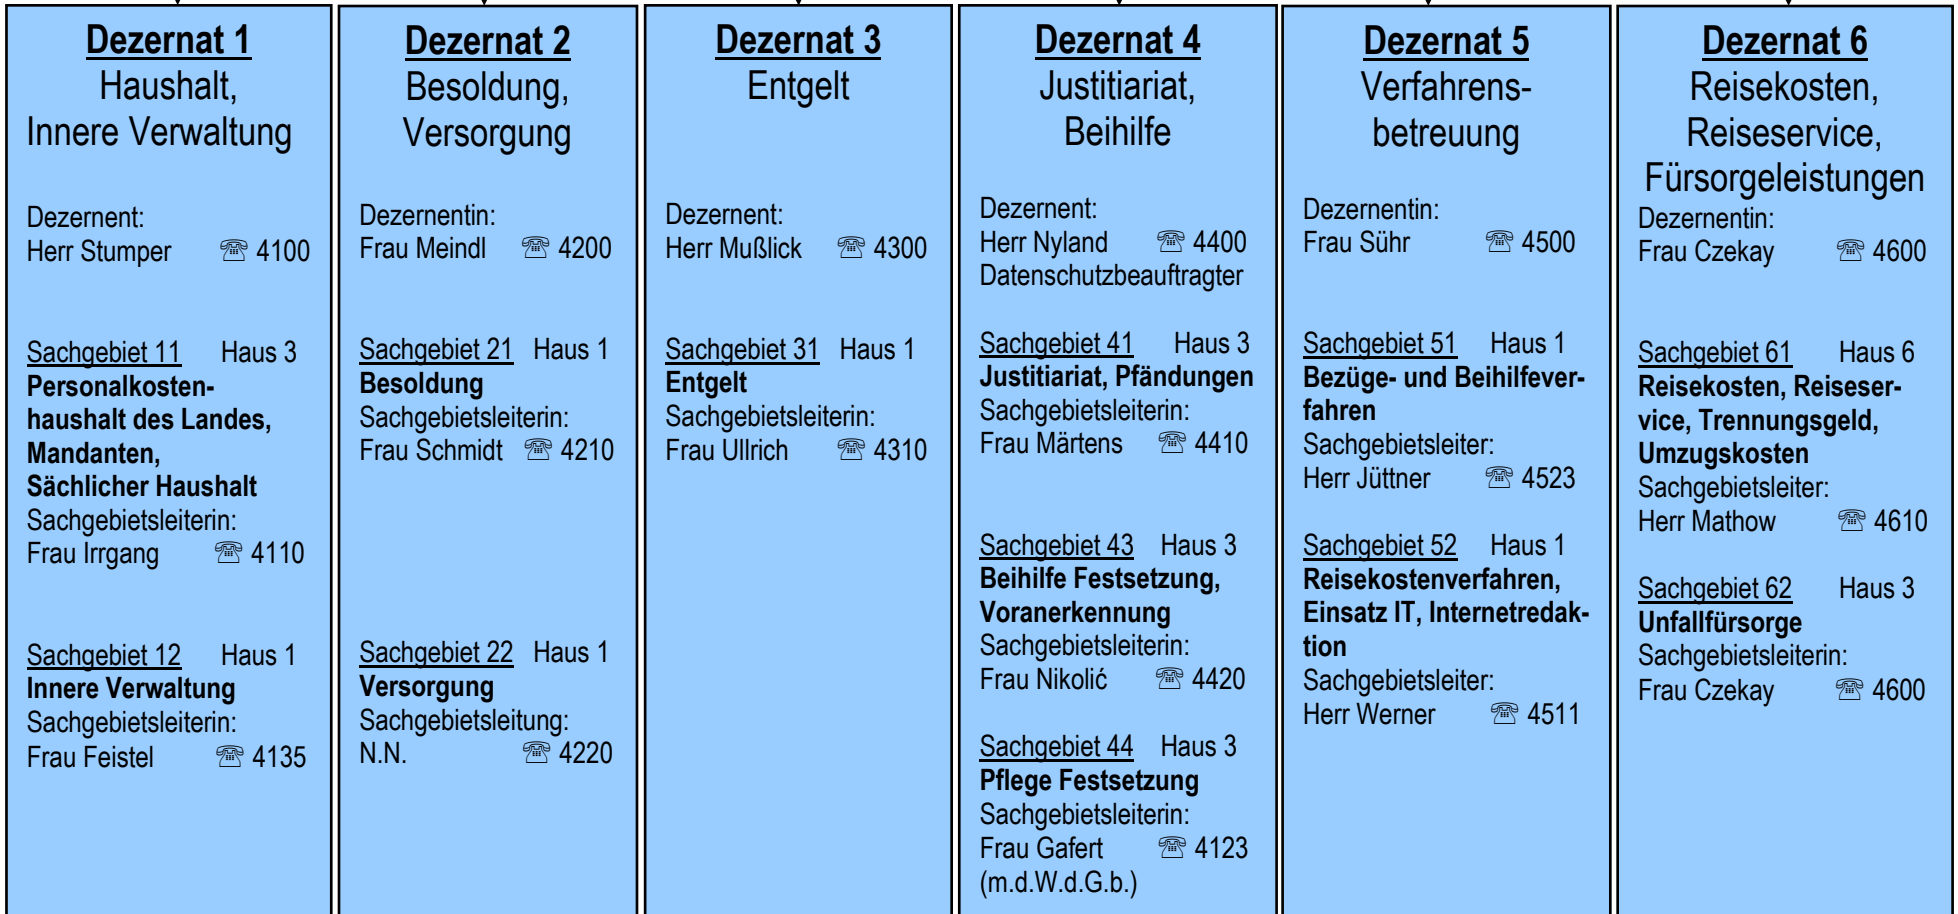 Dezernat 1
Haushalt,
Innere Verwaltung
Dezernent:
Herr Stumper ☏ 4100
Sachgebiet 11 Haus 3
Personalkosten-
haushalt des Landes,
Mandanten,
Sächlicher Haushalt
Sachgebietsleiterin:
Frau Irrgang ☏ 4110
Sachgebiet 12 Haus 1
Innere Verwaltung
Sachgebietsleiterin:
Frau Feistel ☏ 4135
Dezernat 2
Besoldung,
Versorgung
Dezernentin:
Frau Meindl ☏ 4200
Sachgebiet 21 Haus 1
Besoldung
Sachgebietsleiterin:
Frau Schmidt ☏ 4210
Sachgebiet 22 Haus 1
Versorgung
Sachgebietsleitung:
N.N. ☏ 4220
Dezernat 3
Entgelt
Dezernent:
Herr Mußlick ☏ 4300
Sachgebiet 31 Haus 1
Entgelt
Sachgebietsleiterin:
Frau Ullrich ☏ 4310
Dezernat 4
Justitiariat,
Beihilfe
Dezernent:
Herr Nyland ☏ 4400
Datenschutzbeauftragter
Sachgebiet 41 Haus 3
Justitiariat, Pfändungen
Sachgebietsleiterin:
Frau Märtens ☏ 4410
Sachgebiet 43 Haus 3
Beihilfe Festsetzung,
Voranerkennung
Sachgebietsleiterin:
Frau Nikolić ☏ 4420
Sachgebiet 44 Haus 3
Pflege Festsetzung
Sachgebietsleiterin:
Frau Gafert ☏ 4123
(m.d.W.d.G.b.)
Dezernat 5
Verfahrens-
betreuung
Dezernentin:
Frau Sühr ☏ 4500
Sachgebiet 51 Haus 1
Bezüge- und Beihilfever-
fahren
Sachgebietsleiter:
Herr Jüttner ☏ 4523
Sachgebiet 52 Haus 1
Reisekostenverfahren,
Einsatz IT, Internetredak-
tion
Sachgebietsleiter:
Herr Werner ☏ 4511
Dezernat 6
Reisekosten,
Reiseservice,
Fürsorgeleistungen
Dezernentin:
Frau Czekay ☏ 4600
Sachgebiet 61 Haus 6
Reisekosten, Reiseser-
vice, Trennungsgeld,
Umzugskosten
Sachgebietsleiter:
Herr Mathow ☏ 4610
Sachgebiet 62 Haus 3
Unfallfürsorge
Sachgebietsleiterin:
Frau Czekay ☏ 4600